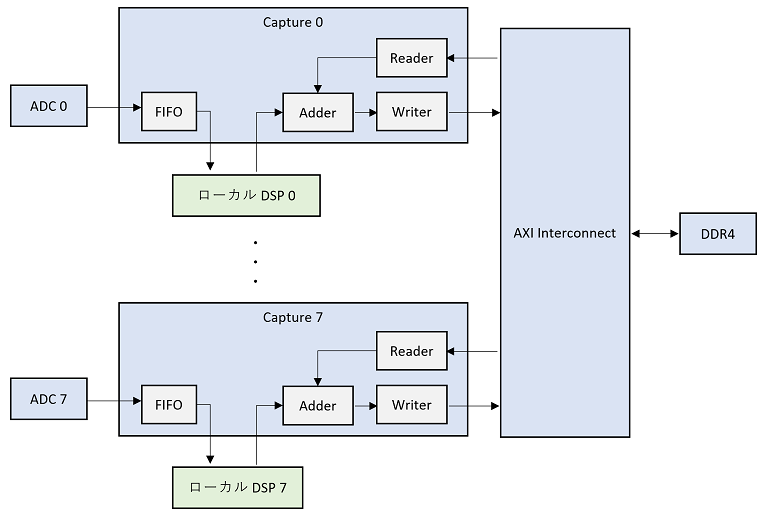 Capture 0
Reader
ADC 0
FIFO
Adder
Writer
ローカル DSP 0
AXI Interconnect
DDR4
Capture 7
Reader
ADC 7
FIFO
Adder
Writer
ローカル DSP 7